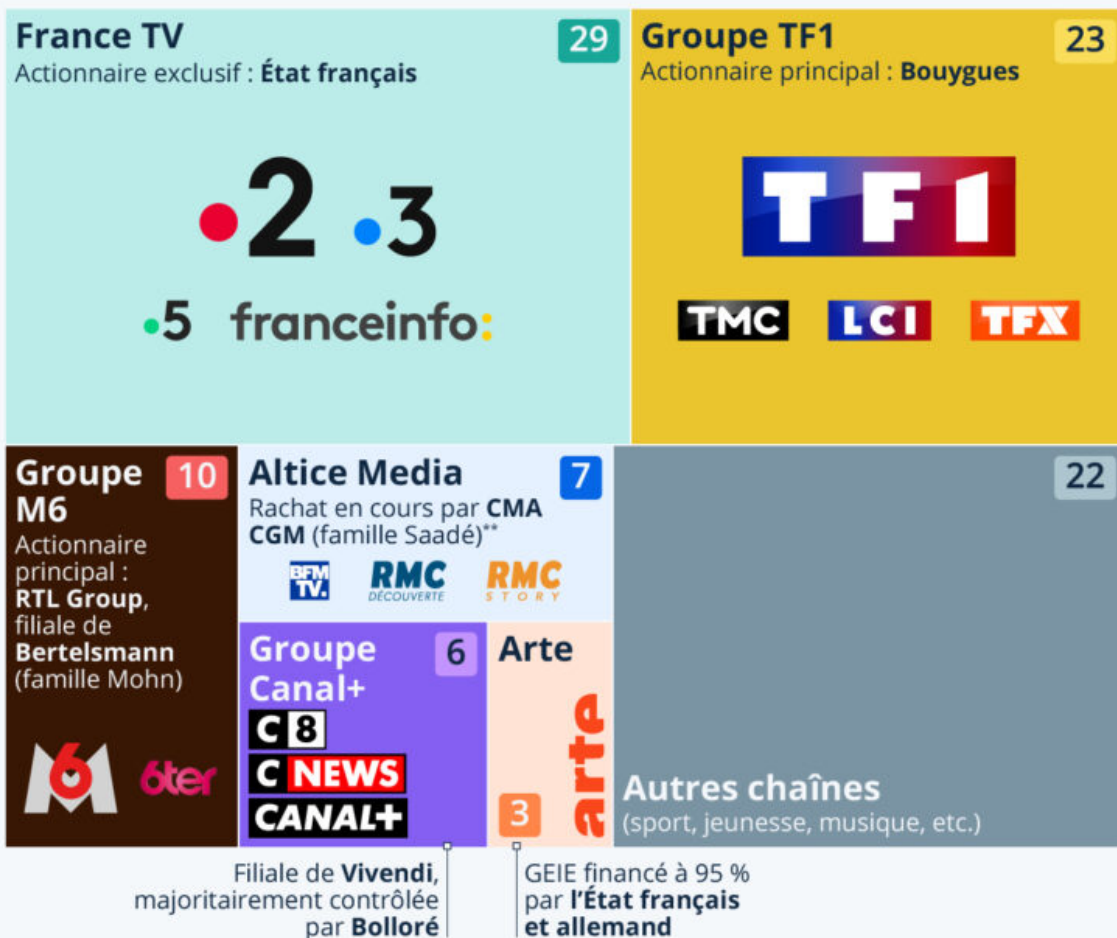 France TV
29
Actionnaire exclusif : État français
2
3
5
franceinfo:
Groupe TF1
23
Actionnaire principal : Bouygues
TF1
TMC
LCI
TFX
Groupe
M6
10
Actionnaire
principal :
RTL Group,
filiale de
Bertelsmann
(famille Mohn)
M6
6ter
Altice Media
7
Rachat en cours par CMA
CGM (famille Saadé)**
BFM
TV.
RMC
DÉCOUVERTE
RMC
STORY
Groupe
Canal+
6
C8
CNEWS
CANAL+
Arte
arte
3
22
Autres chaînes
(sport, jeunesse, musique, etc.)
Filiale de Vivendi,
majoritairement contrôlée
par Bolloré
GEIE financé à 95 %
par l'État français
et allemand